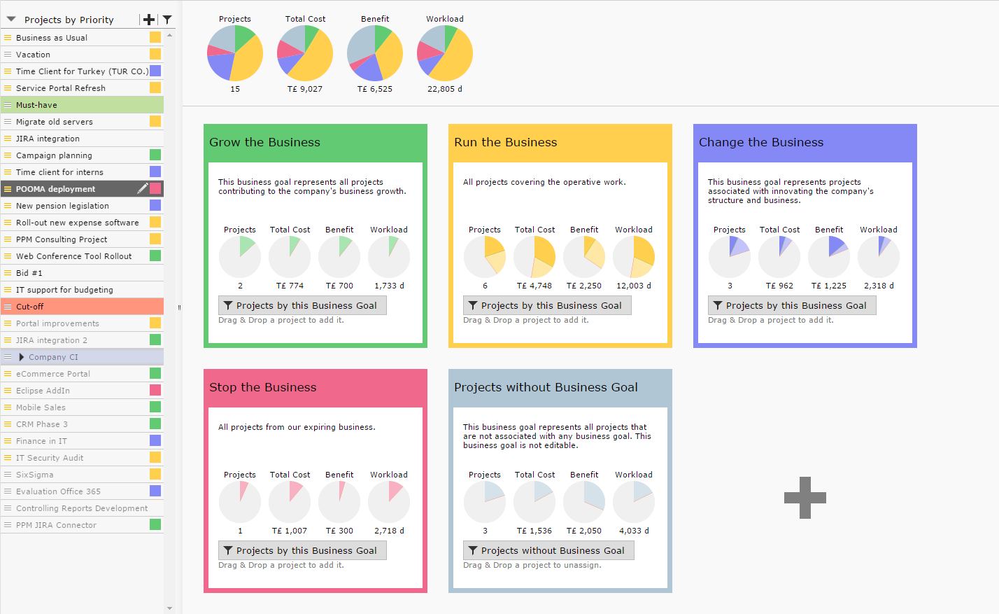 Projects by Priority
Business as Usual
Vacation
Time Client for Turkey (TUR CO.)
Service Portal Refresh
Must-have
Migrate old servers
JIRA integration
Campaign planning
Time client for interns
POOMA deployment
New pension legislation
Roll-out new expense software
PPM Consulting Project
Web Conference Tool Rollout
Bid #1
IT support for budgeting
Cut-off
Portal improvements
JIRA integration 2
Company CI
eCommerce Portal
Eclipse AddIn
Mobile Sales
CRM Phase 3
Finance in IT
IT Security Audit
SixSigma
Evaluation Office 365
Controlling Reports Development
PPM JIRA Connector
Projects Total Cost Benefit Workload
15 T£ 9,027 T£ 6,525 22,805 d
Grow the Business
This business goal represents all projects
contributing to the company's business growth.
Projects Total Cost Benefit Workload
2 T£ 774 T£ 700 1,733 d
Projects by this Business Goal
Drag & Drop a project to add it.
Run the Business
All projects covering the operative work.
Projects Total Cost Benefit Workload
6 T£ 4,748 T£ 2,250 12,003 d
Projects by this Business Goal
Drag & Drop a project to add it.
Change the Business
This business goal represents projects
associated with innovating the company's
structure and business.
Projects Total Cost Benefit Workload
3 T£ 962 T£ 1,225 2,318 d
Projects by this Business Goal
Drag & Drop a project to add it.
Stop the Business
All projects from our expiring business.
Projects Total Cost Benefit Workload
1 T£ 1,007 T£ 300 2,718 d
Projects by this Business Goal
Drag & Drop a project to add it.
Projects without Business Goal
This business goal represents all projects that
are not associated with any business goal. This
business goal is not editable.
Projects Total Cost Benefit Workload
3 T£ 1,536 T£ 2,050 4,033 d
Projects without Business Goal
Drag & Drop a project to unassign.